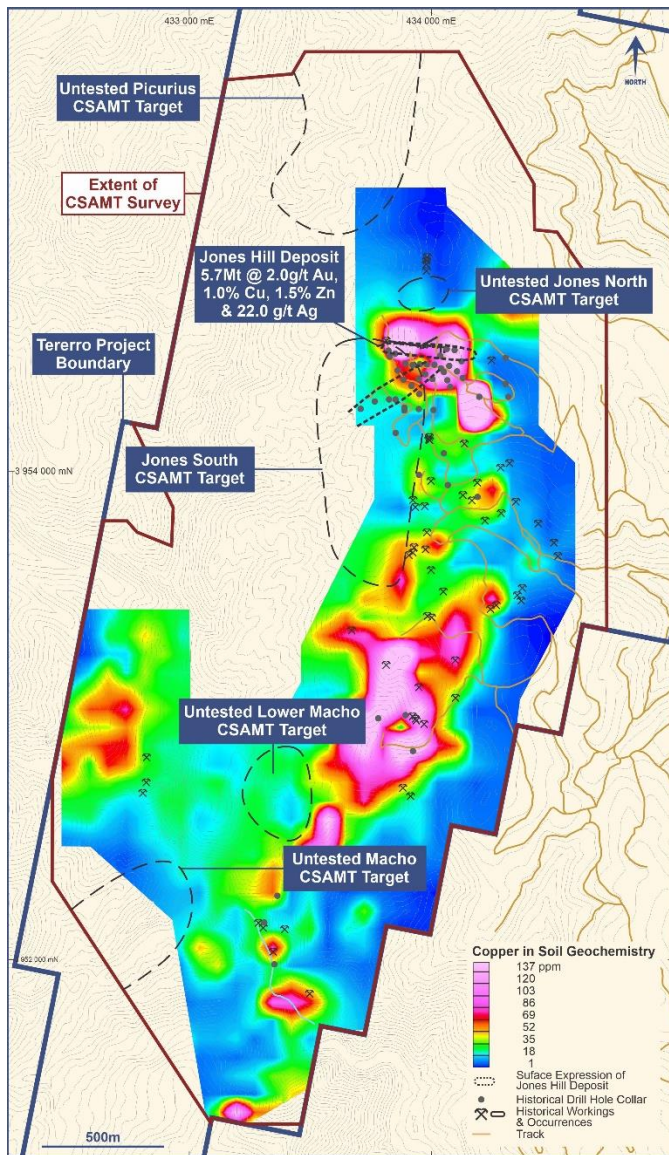 433 000 mE
434 000 mE
NORTH
Untested Picurius
CSAMT Target
Extent of
CSAMT Survey
Jones Hill Deposit
5.7Mt @ 2.0g/t Au,
1.0% Cu, 1.5% Zn
& 22.0 g/t Ag
Untested Jones North
CSAMT Target
Tererro Project
Boundary
3 954 000 mN
Jones South
CSAMT Target
Untested Lower Macho
CSAMT Target
Untested Macho
CSAMT Target
952 000 mN
Copper in Soil Geochemistry
137 ppm
120
103
86
69
52
35
18
1
Suface Expression of
Jones Hill Deposit
Historical Drill Hole Collar
Historical Workings
& Occurrences
Track
500m